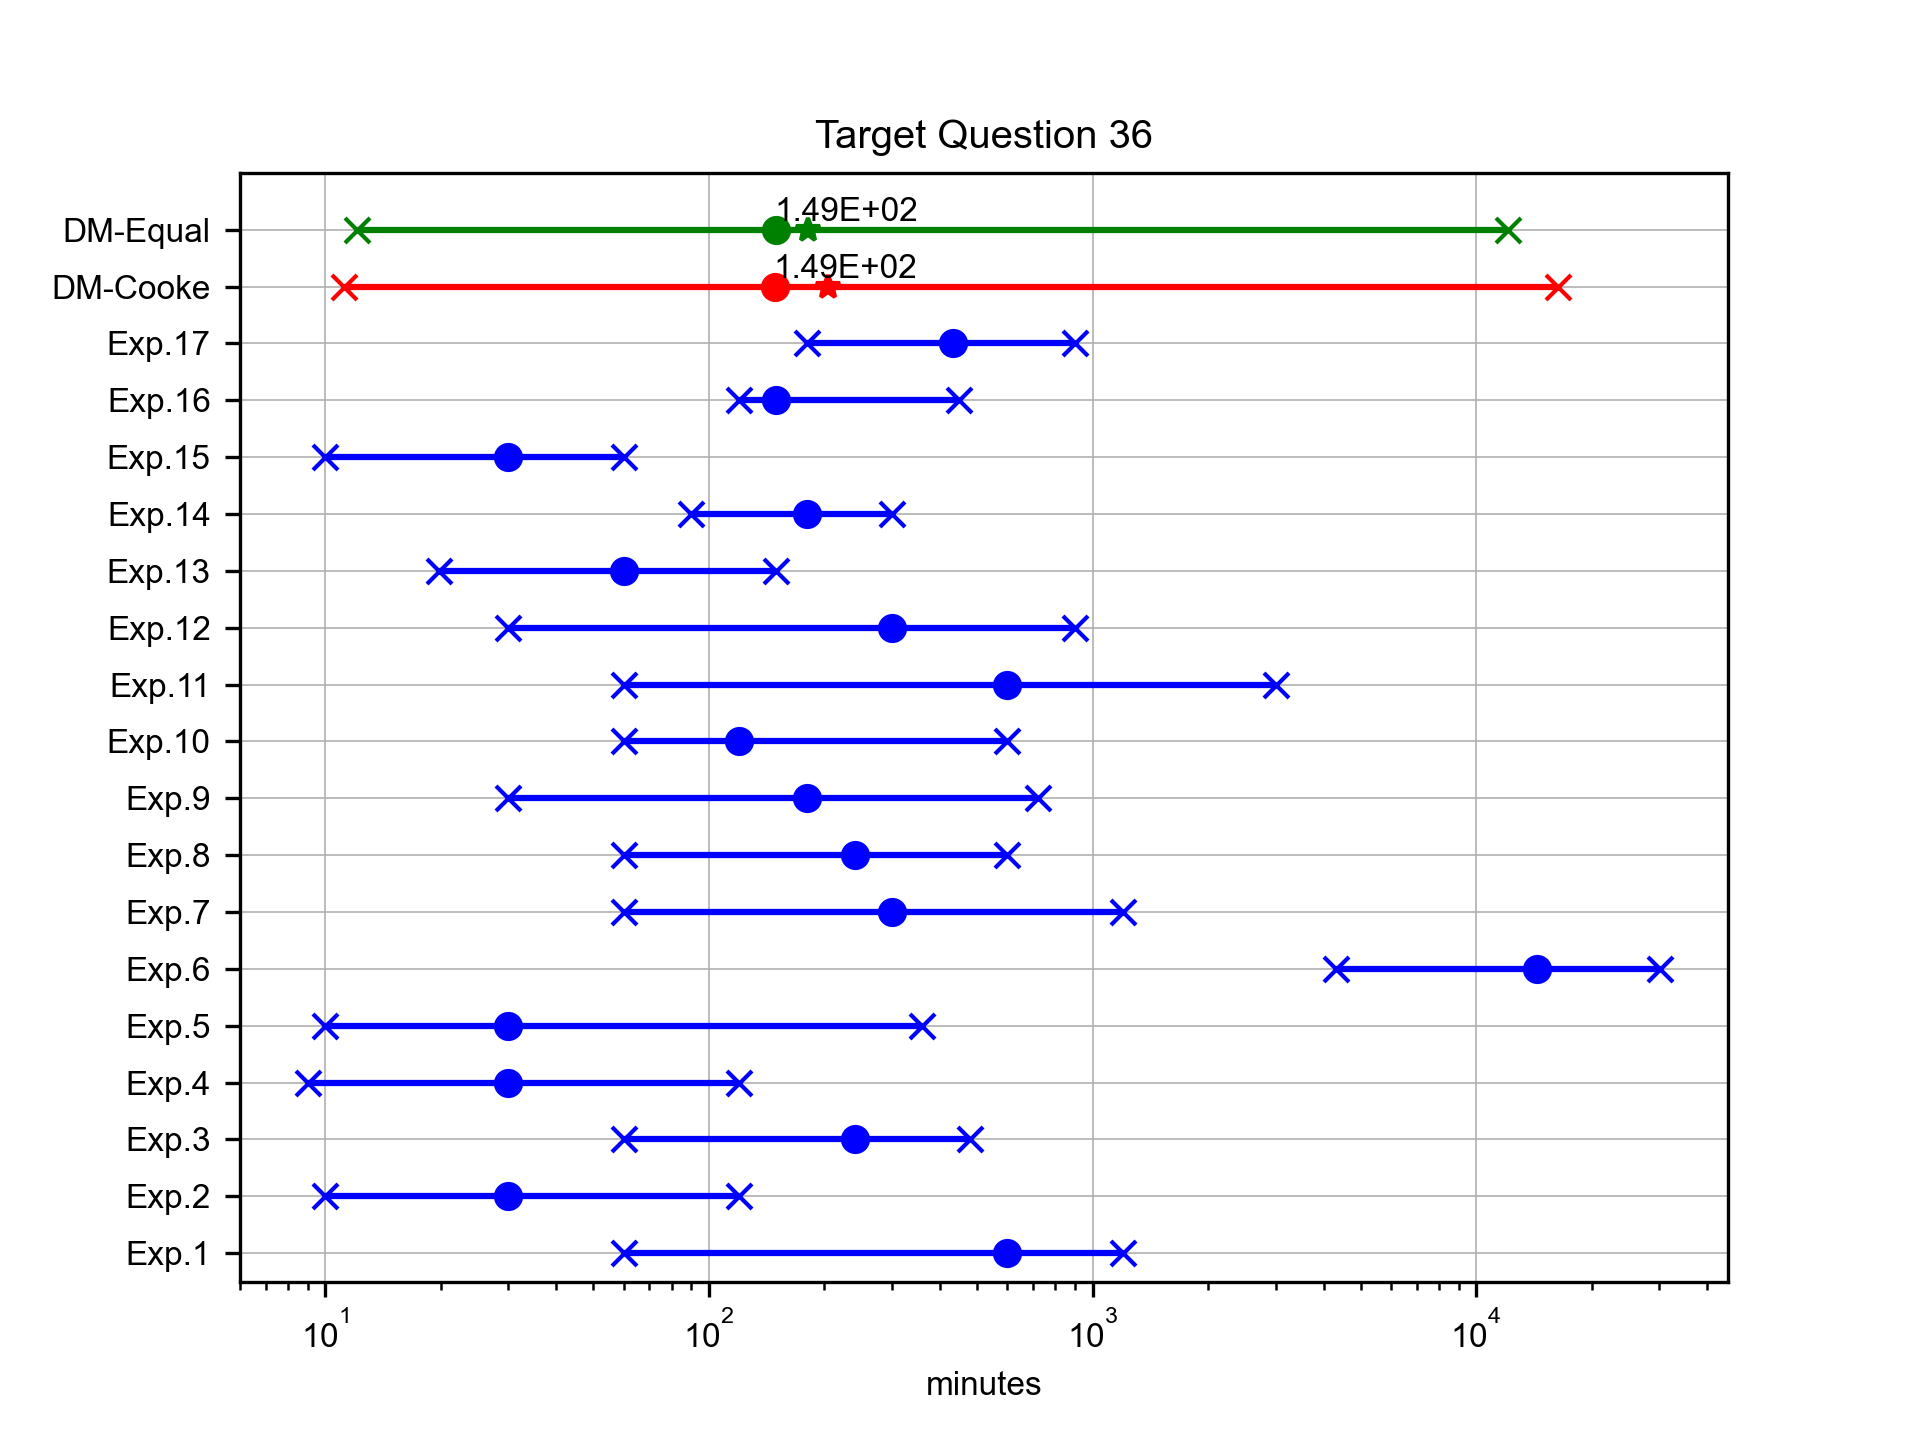 Target Question 36
DM-Equal
1.49E+02
DM-Cooke
1.49E+02
Exp.17
Exp.16
Exp.15
Exp.14
Exp.13
Exp.12
Exp.11
Exp.10
Exp.9
Exp.8
Exp.7
Exp.6
Exp.5
Exp.4
Exp.3
Exp.2
Exp.1
10¹ 10² 10³ 10⁴
minutes